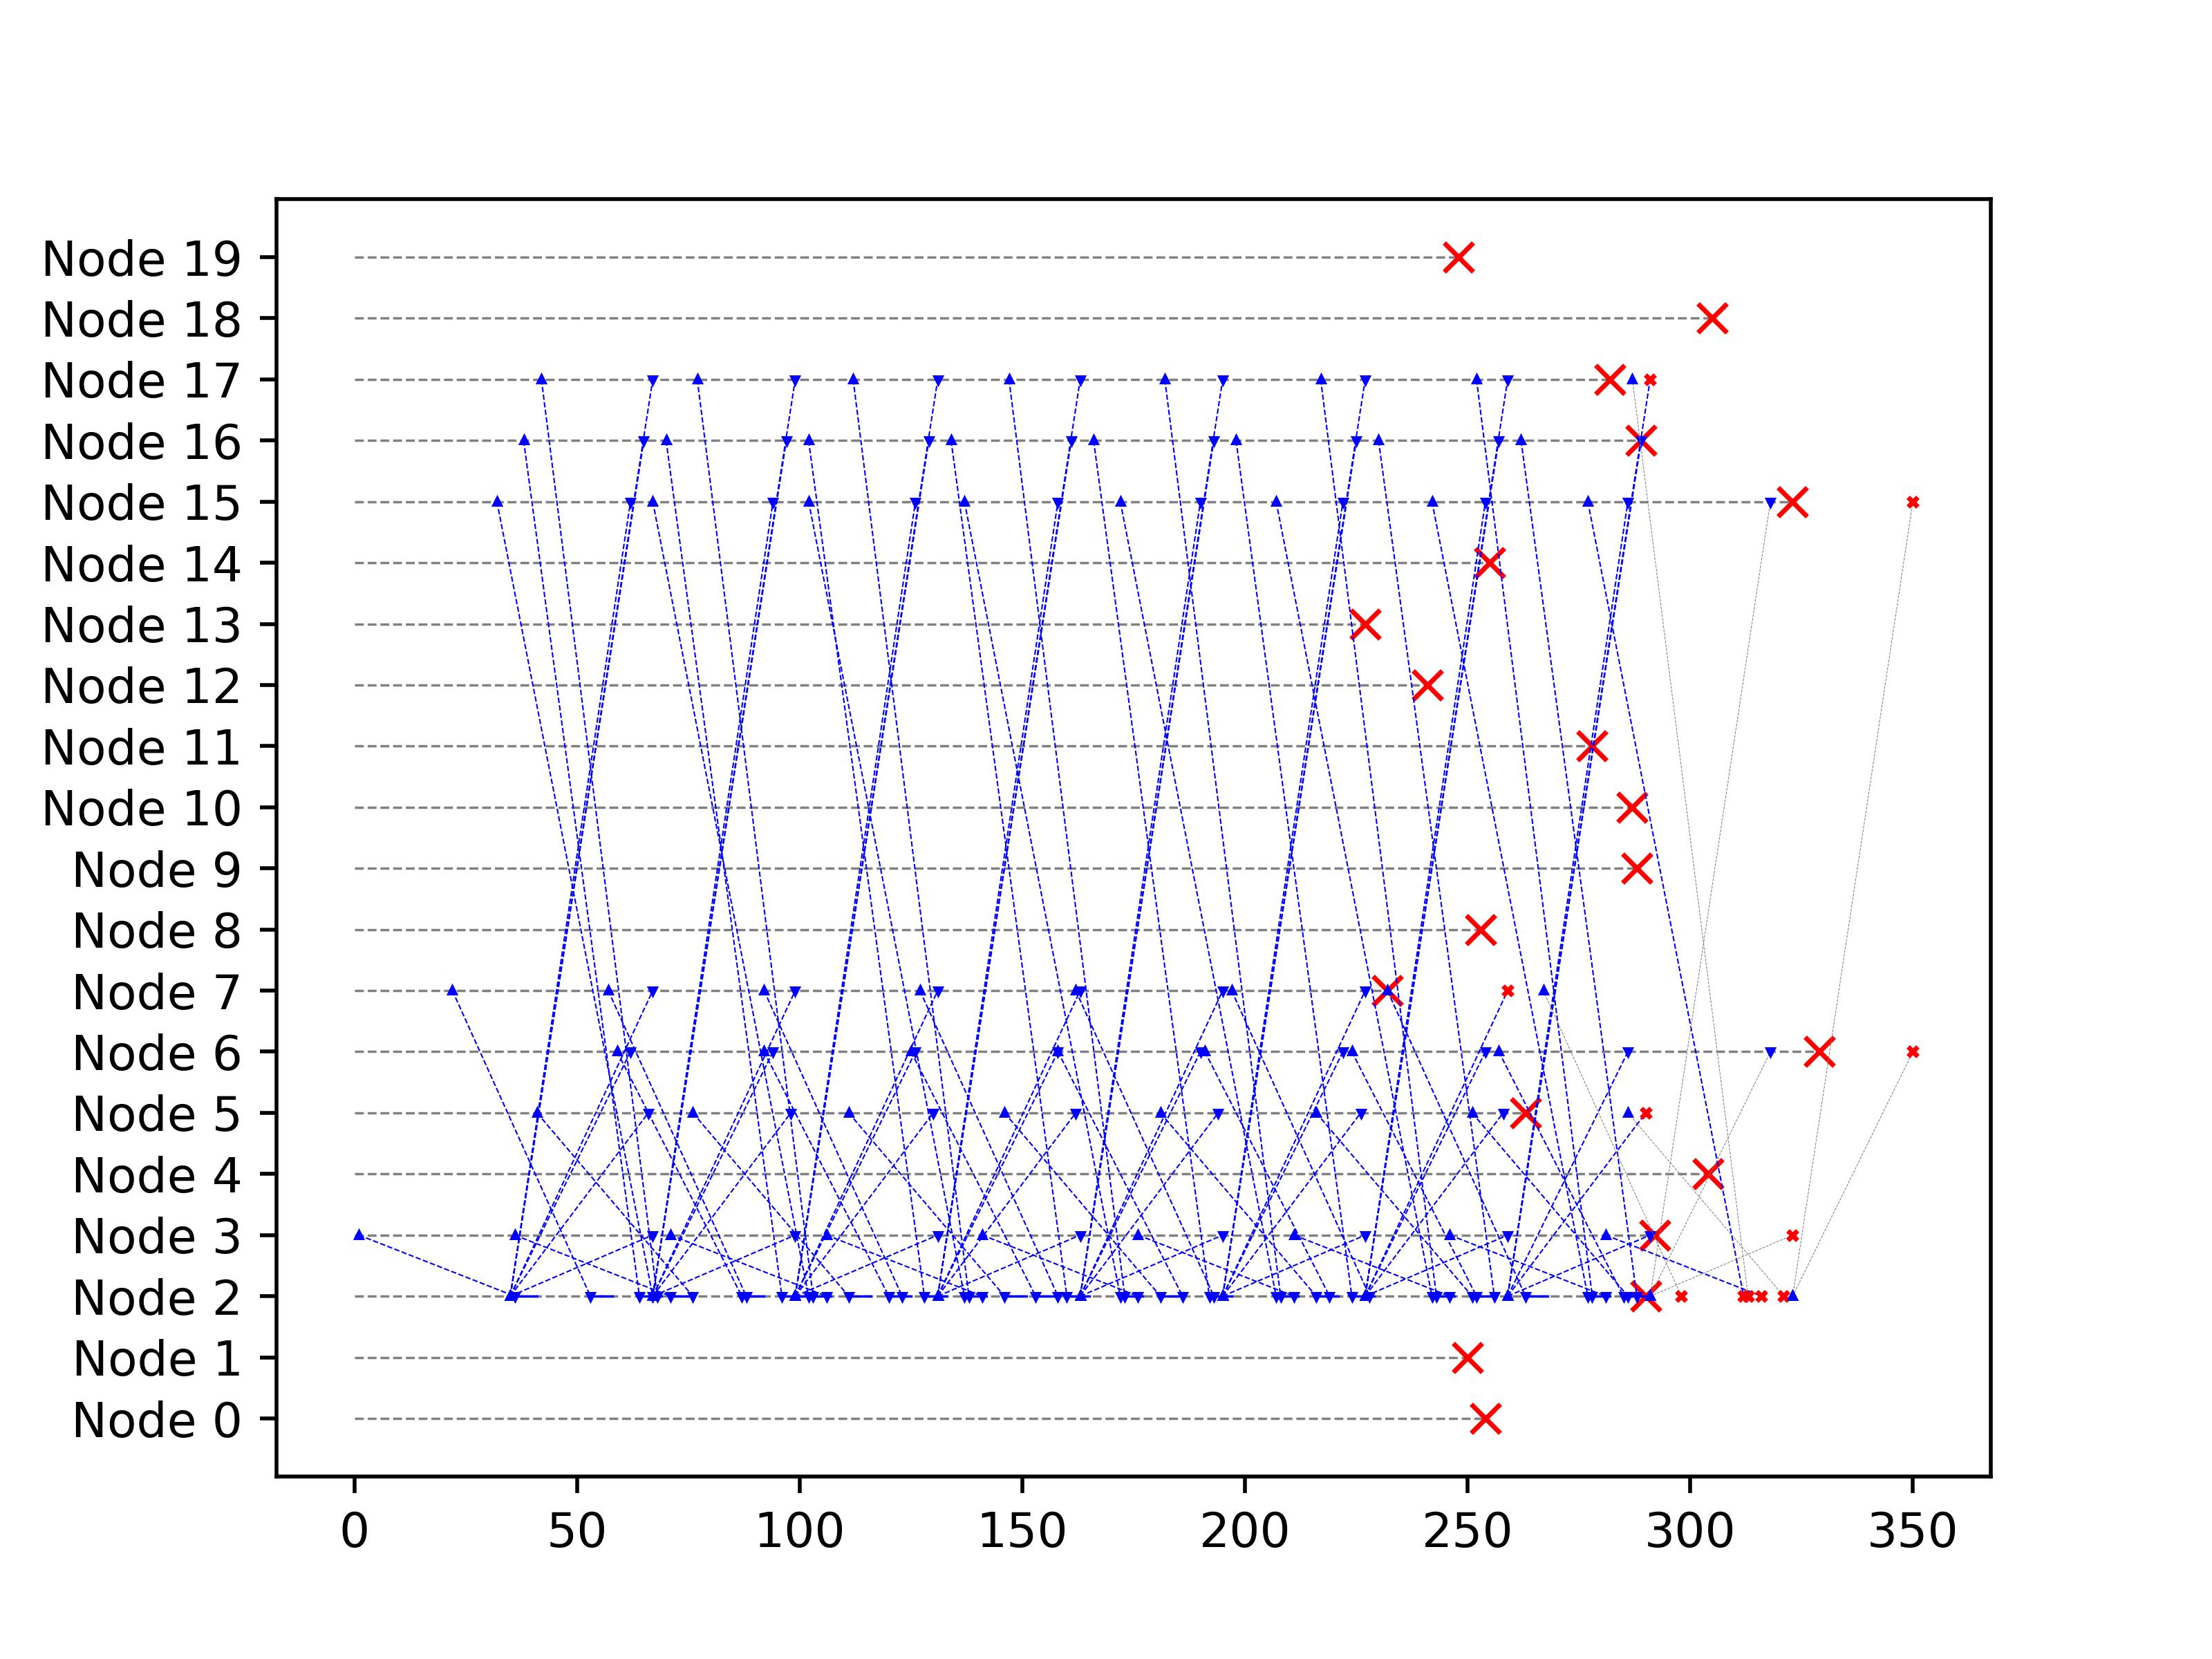 Node 19
Node 18
Node 17
Node 16
Node 15
Node 14
Node 13
Node 12
Node 11
Node 10
Node 9
Node 8
Node 7
Node 6
Node 5
Node 4
Node 3
Node 2
Node 1
Node 0
0 50 100 150 200 250 300 350